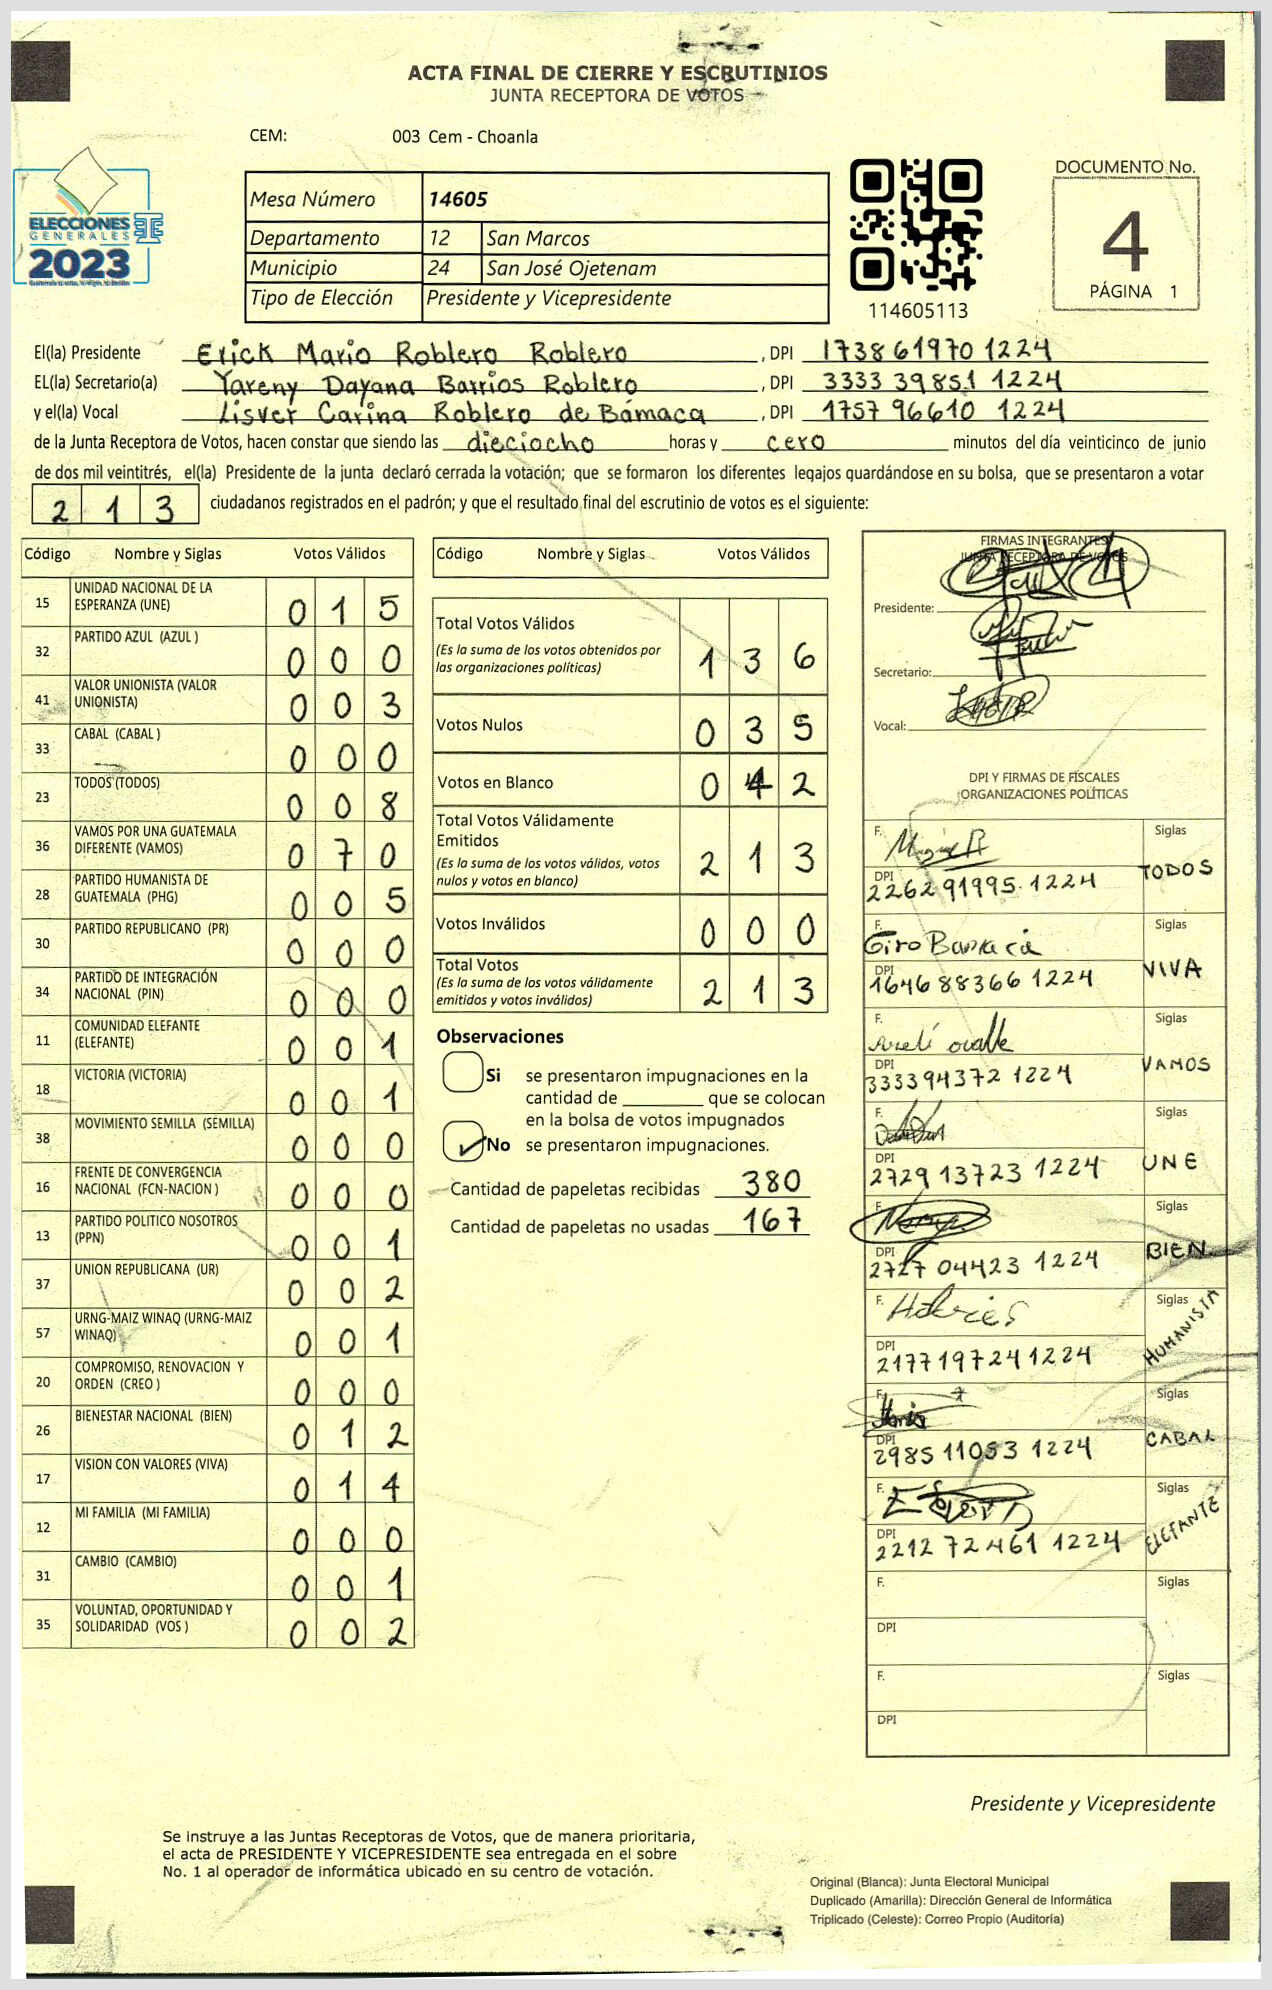 ACTA FINAL DE CIERRE Y ESCRUTINIOS
JUNTA RECEPTORA DE VOTOS
CEM: 003 Cem - Choanla
ELECCIONES
GENERALES
2023
Mesa Número 14605
Departamento 12 San Marcos
Municipio 24 San José Ojetenam
Tipo de Elección Presidente y Vicepresidente
114605113
DOCUMENTO No.
4
PÁGINA 1
El(la) Presidente Erick Mario Roblero Roblero , DPI 1738 61970 1224
EL(la) Secretario(a) Yareny Dayana Barrios Roblero , DPI 3333 39851 1224
y el(la) Vocal Lisver Carina Roblero de Bámaca , DPI 1757 96610 1224
de la Junta Receptora de Votos, hacen constar que siendo las dieciocho horas y cero minutos del día veinticinco de junio
de dos mil veintitrés, el(la) Presidente de la junta declaró cerrada la votación; que se formaron los diferentes legajos guardándose en su bolsa, que se presentaron a votar
213 ciudadanos registrados en el padrón; y que el resultado final del escrutinio de votos es el siguiente:
Código Nombre y Siglas Votos Válidos
15 UNIDAD NACIONAL DE LA
ESPERANZA (UNE) 0 1 5
32 PARTIDO AZUL (AZUL ) 0 0 0
41 VALOR UNIONISTA (VALOR
UNIONISTA) 0 0 3
33 CABAL (CABAL ) 0 0 0
23 TODOS (TODOS) 0 0 8
36 VAMOS POR UNA GUATEMALA
DIFERENTE (VAMOS) 0 7 0
28 PARTIDO HUMANISTA DE
GUATEMALA (PHG) 0 0 5
30 PARTIDO REPUBLICANO (PR) 0 0 0
34 PARTIDO DE INTEGRACIÓN
NACIONAL (PIN) 0 0 0
11 COMUNIDAD ELEFANTE
(ELEFANTE) 0 0 1
18 VICTORIA (VICTORIA) 0 0 1
38 MOVIMIENTO SEMILLA (SEMILLA) 0 0 0
16 FRENTE DE CONVERGENCIA
NACIONAL (FCN-NACION ) 0 0 0
13 PARTIDO POLITICO NOSOTROS
(PPN) 0 0 1
37 UNION REPUBLICANA (UR) 0 0 2
57 URNG-MAIZ WINAQ (URNG-MAIZ
WINAQ) 0 0 1
20 COMPROMISO, RENOVACION Y
ORDEN (CREO ) 0 0 0
26 BIENESTAR NACIONAL (BIEN) 0 1 2
17 VISION CON VALORES (VIVA) 0 1 4
12 MI FAMILIA (MI FAMILIA) 0 0 0
31 CAMBIO (CAMBIO) 0 0 1
35 VOLUNTAD, OPORTUNIDAD Y
SOLIDARIDAD (VOS ) 0 0 2
Código Nombre y Siglas Votos Válidos
Total Votos Válidos
(Es la suma de los votos obtenidos por
las organizaciones políticas) 1 3 6
Votos Nulos 0 3 5
Votos en Blanco 0 4 2
Total Votos Válidamente
Emitidos
(Es la suma de los votos válidos, votos
nulos y votos en blanco) 2 1 3
Votos Inválidos 0 0 0
Total Votos
(Es la suma de los votos válidamente
emitidos y votos inválidos) 2 1 3
Observaciones
Si se presentaron impugnaciones en la
cantidad de ________ que se colocan
en la bolsa de votos impugnados
No se presentaron impugnaciones.
Cantidad de papeletas recibidas 380
Cantidad de papeletas no usadas 167
FIRMAS INTEGRANTES
JUNTA RECEPTORA DE VOTOS
Presidente:
Secretario:
Vocal:
DPI Y FIRMAS DE FISCALES
ORGANIZACIONES POLÍTICAS
F. Siglas
DPI 2262 91995 1224 TODOS
F. Siglas
DPI 1646 88366 1224 VIVA
F. Siglas
DPI 3333 94372 1224 VAMOS
F. Siglas
DPI 2729 13723 1224 UNE
F. Siglas
DPI 2727 04423 1224 BIEN
F. Siglas
DPI 2177 19724 1224 HUMANISTA
F. Siglas
DPI 2985 11053 1224 CABAL
F. Siglas
DPI 2212 72461 1224 ELEFANTE
F. Siglas
DPI
F. Siglas
DPI
Presidente y Vicepresidente
Se instruye a las Juntas Receptoras de Votos, que de manera prioritaria,
el acta de PRESIDENTE Y VICEPRESIDENTE sea entregada en el sobre
No. 1 al operador de informática ubicado en su centro de votación.
Original (Blanca): Junta Electoral Municipal
Duplicado (Amarilla): Dirección General de Informática
Triplicado (Celeste): Correo Propio (Auditoría)